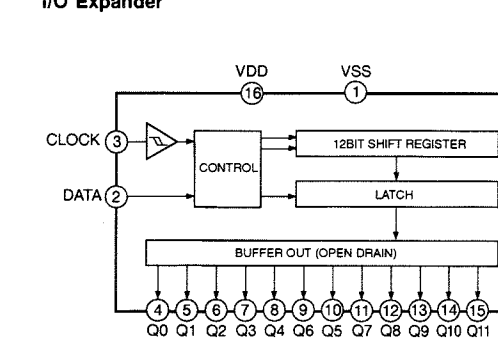 I/O Expander
VDD VSS
16 1
CLOCK 3
12BIT SHIFT REGISTER
CONTROL
DATA 2
LATCH
BUFFER OUT (OPEN DRAIN)
4 5 6 7 8 9 10 11 12 13 14 15
Q0 Q1 Q2 Q3 Q4 Q6 Q5 Q7 Q8 Q9 Q10 Q11